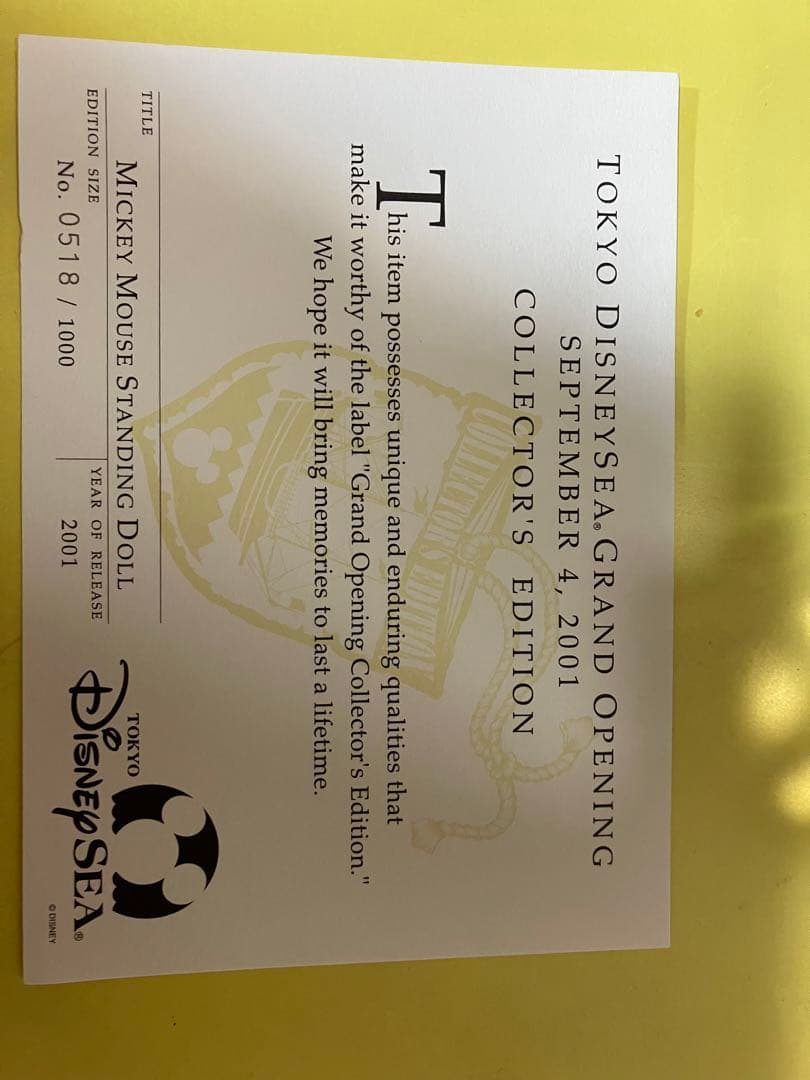 TOKYO DISNEYSEA® GRAND OPENING
SEPTEMBER 4, 2001
COLLECTOR'S EDITION
COLLECTOR'S EDITION
This item possesses unique and enduring qualities that
make it worthy of the label "Grand Opening Collector's Edition."
We hope it will bring memories to last a lifetime.
TITLE
MICKEY MOUSE STANDING DOLL
EDITION SIZE
No. 0518 / 1000
YEAR OF RELEASE
2001
TOKYO
DISNEYSEA®
© DISNEY